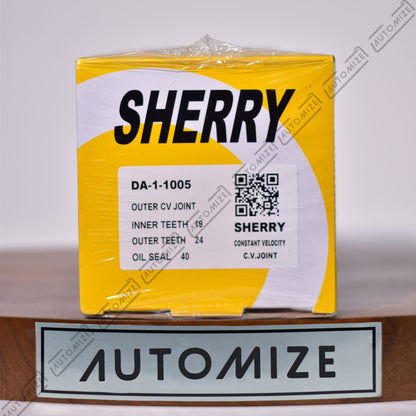 SHERRY
DA-1-1005
OUTER CV JOINT
INNER TEETH 19
OUTER TEETH 24
OIL SEAL 40
SHERRY
CONSTANT VELOCITY
C.V.JOINT
AUTOMIZE